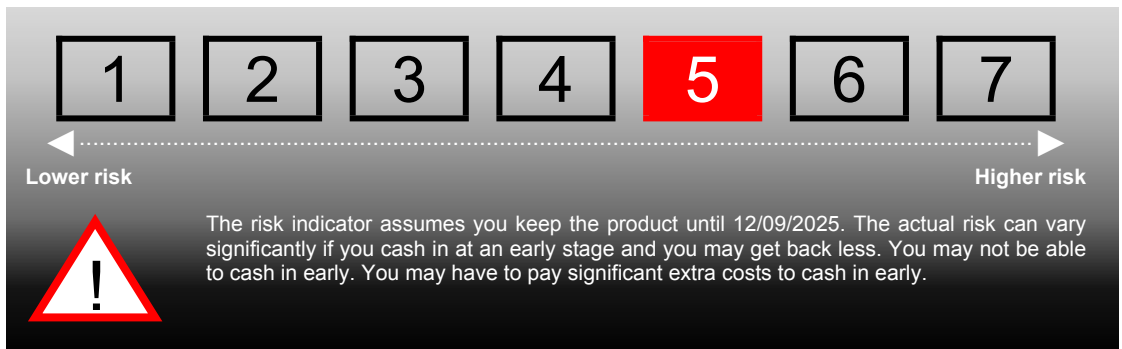 1 2 3 4 5 6 7
Lower risk Higher risk
The risk indicator assumes you keep the product until 12/09/2025. The actual risk can vary
significantly if you cash in at an early stage and you may get back less. You may not be able
to cash in early. You may have to pay significant extra costs to cash in early.
!